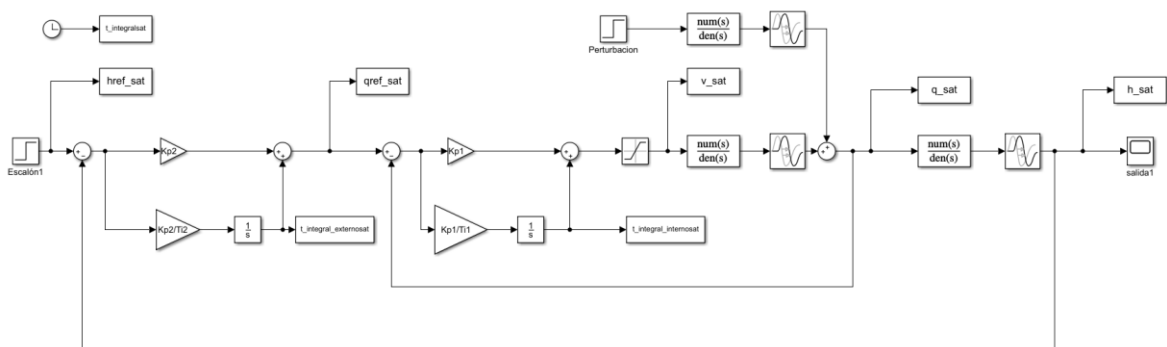 t_integralsat
Perturbacion
num(s)
den(s)
href_sat
qref_sat
v_sat
q_sat
h_sat
Escalón1
Kp2
Kp1
num(s)
den(s)
num(s)
den(s)
salida1
Kp2/Ti2
1
s
t_integral_externosat
Kp1/Ti1
1
s
t_integral_internosat